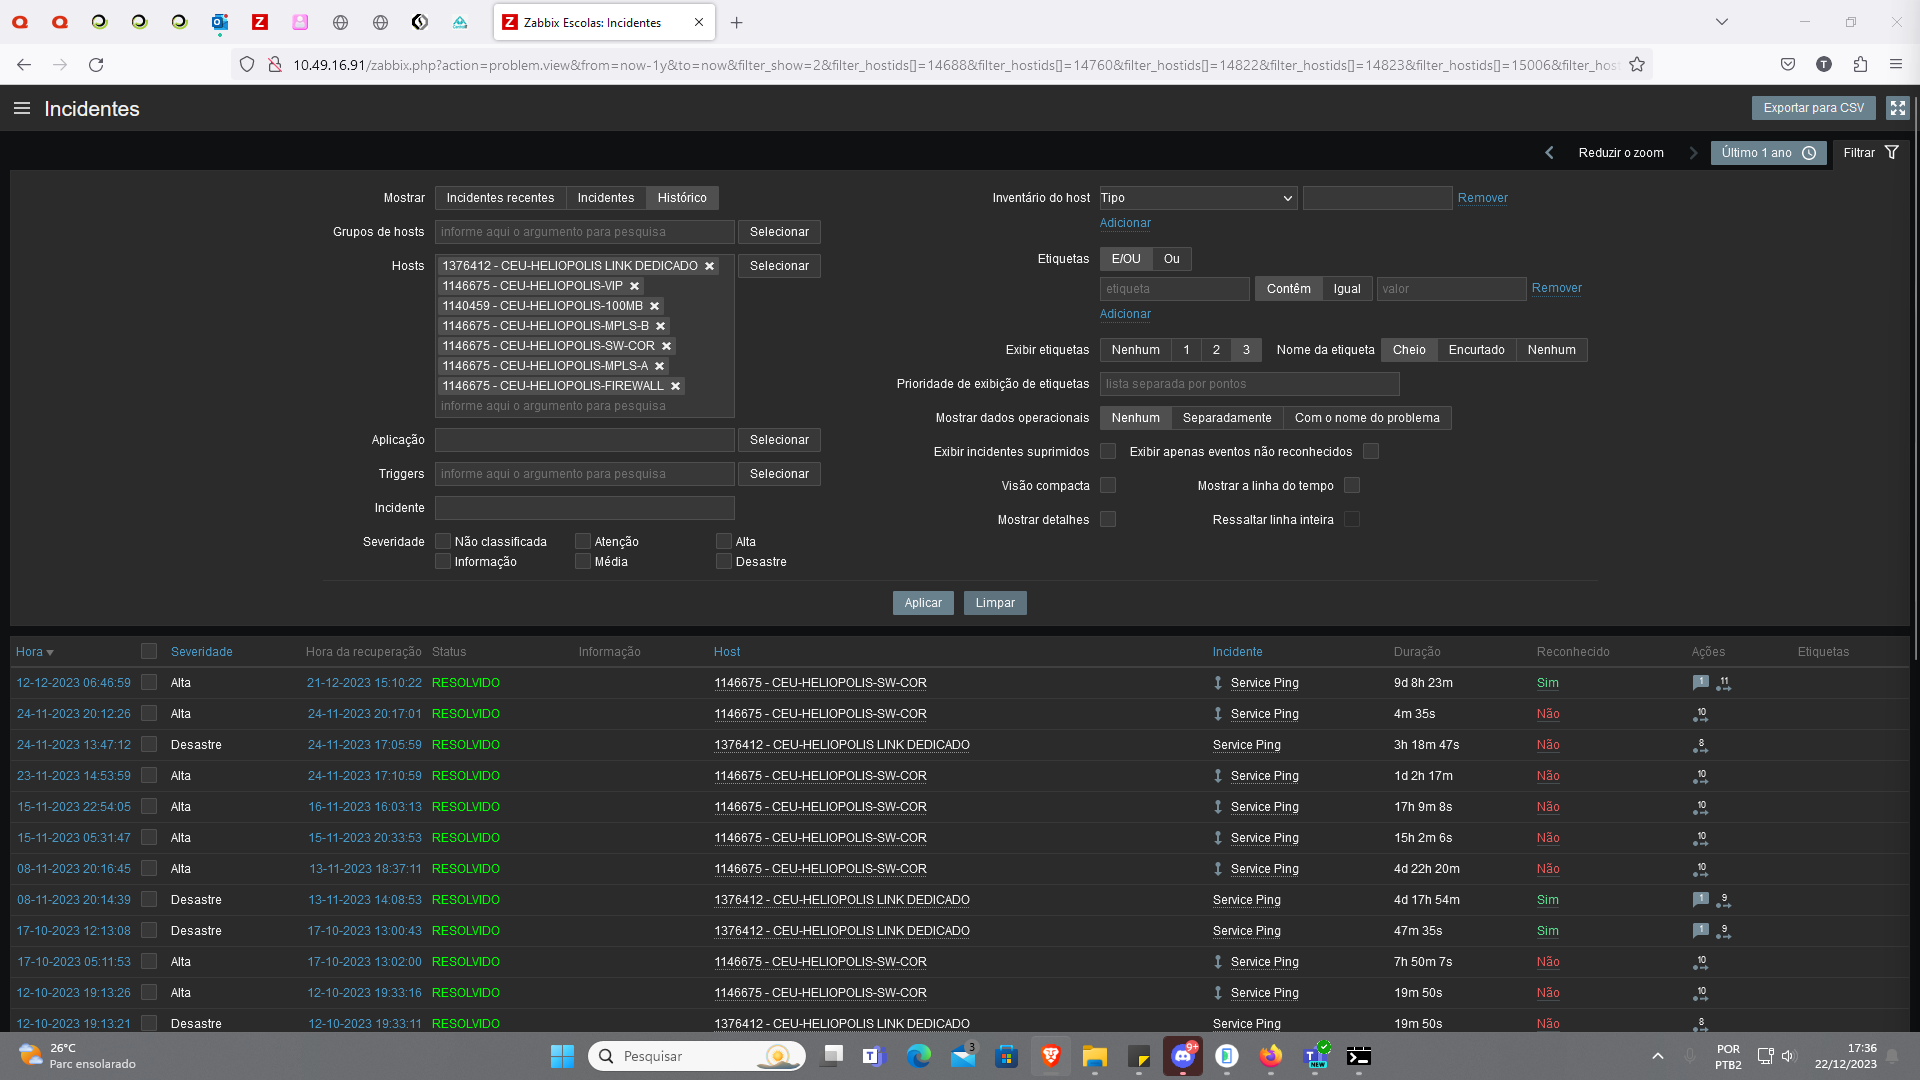 Zabbix Escolas: Incidentes
10.49.16.91/zabbix.php?action=problem.view&from=now-1y&to=now&filter_show=2&filter_hostids[]=14688&filter_hostids[]=14760&filter_hostids[]=14822&filter_hostids[]=14823&filter_hostids[]=15006&filter_hos
Incidentes
Exportar para CSV
Reduzir o zoom
Último 1 ano
Filtrar
Mostrar Incidentes recentes Incidentes Histórico
Grupos de hosts informe aqui o argumento para pesquisa Selecionar
Hosts 1376412 - CEU-HELIOPOLIS LINK DEDICADO Selecionar
1146675 - CEU-HELIOPOLIS-VIP
1140459 - CEU-HELIOPOLIS-100MB
1146675 - CEU-HELIOPOLIS-MPLS-B
1146675 - CEU-HELIOPOLIS-SW-COR
1146675 - CEU-HELIOPOLIS-MPLS-A
1146675 - CEU-HELIOPOLIS-FIREWALL
informe aqui o argumento para pesquisa
Aplicação Selecionar
Triggers informe aqui o argumento para pesquisa Selecionar
Incidente
Severidade Não classificada Atenção Alta
Informação Média Desastre
Inventário do host Tipo Remover
Adicionar
Etiquetas E/OU Ou
etiqueta Contêm Igual valor Remover
Adicionar
Exibir etiquetas Nenhum 1 2 3 Nome da etiqueta Cheio Encurtado Nenhum
Prioridade de exibição de etiquetas lista separada por pontos
Mostrar dados operacionais Nenhum Separadamente Com o nome do problema
Exibir incidentes suprimidos Exibir apenas eventos não reconhecidos
Visão compacta Mostrar a linha do tempo
Mostrar detalhes Ressaltar linha inteira
Aplicar Limpar
Hora Severidade Hora da recuperação Status Informação Host Incidente Duração Reconhecido Ações Etiquetas
12-12-2023 06:46:59 Alta 21-12-2023 15:10:22 RESOLVIDO 1146675 - CEU-HELIOPOLIS-SW-COR Service Ping 9d 8h 23m Sim 1 11
24-11-2023 20:12:26 Alta 24-11-2023 20:17:01 RESOLVIDO 1146675 - CEU-HELIOPOLIS-SW-COR Service Ping 4m 35s Não 10
24-11-2023 13:47:12 Desastre 24-11-2023 17:05:59 RESOLVIDO 1376412 - CEU-HELIOPOLIS LINK DEDICADO Service Ping 3h 18m 47s Não 8
23-11-2023 14:53:59 Alta 24-11-2023 17:10:59 RESOLVIDO 1146675 - CEU-HELIOPOLIS-SW-COR Service Ping 1d 2h 17m Não 10
15-11-2023 22:54:05 Alta 16-11-2023 16:03:13 RESOLVIDO 1146675 - CEU-HELIOPOLIS-SW-COR Service Ping 17h 9m 8s Não 10
15-11-2023 05:31:47 Alta 15-11-2023 20:33:53 RESOLVIDO 1146675 - CEU-HELIOPOLIS-SW-COR Service Ping 15h 2m 6s Não 10
08-11-2023 20:16:45 Alta 13-11-2023 18:37:11 RESOLVIDO 1146675 - CEU-HELIOPOLIS-SW-COR Service Ping 4d 22h 20m Não 10
08-11-2023 20:14:39 Desastre 13-11-2023 14:08:53 RESOLVIDO 1376412 - CEU-HELIOPOLIS LINK DEDICADO Service Ping 4d 17h 54m Sim 1 9
17-10-2023 12:13:08 Desastre 17-10-2023 13:00:43 RESOLVIDO 1376412 - CEU-HELIOPOLIS LINK DEDICADO Service Ping 47m 35s Sim 1 9
17-10-2023 05:11:53 Alta 17-10-2023 13:02:00 RESOLVIDO 1146675 - CEU-HELIOPOLIS-SW-COR Service Ping 7h 50m 7s Não 10
12-10-2023 19:13:26 Alta 12-10-2023 19:33:16 RESOLVIDO 1146675 - CEU-HELIOPOLIS-SW-COR Service Ping 19m 50s Não 10
12-10-2023 19:13:21 Desastre 12-10-2023 19:33:11 RESOLVIDO 1376412 - CEU-HELIOPOLIS LINK DEDICADO Service Ping 19m 50s Não 8
26°C
Parc ensolarado
Pesquisar
3
9+
NEW
POR
PTB2
17:36
22/12/2023